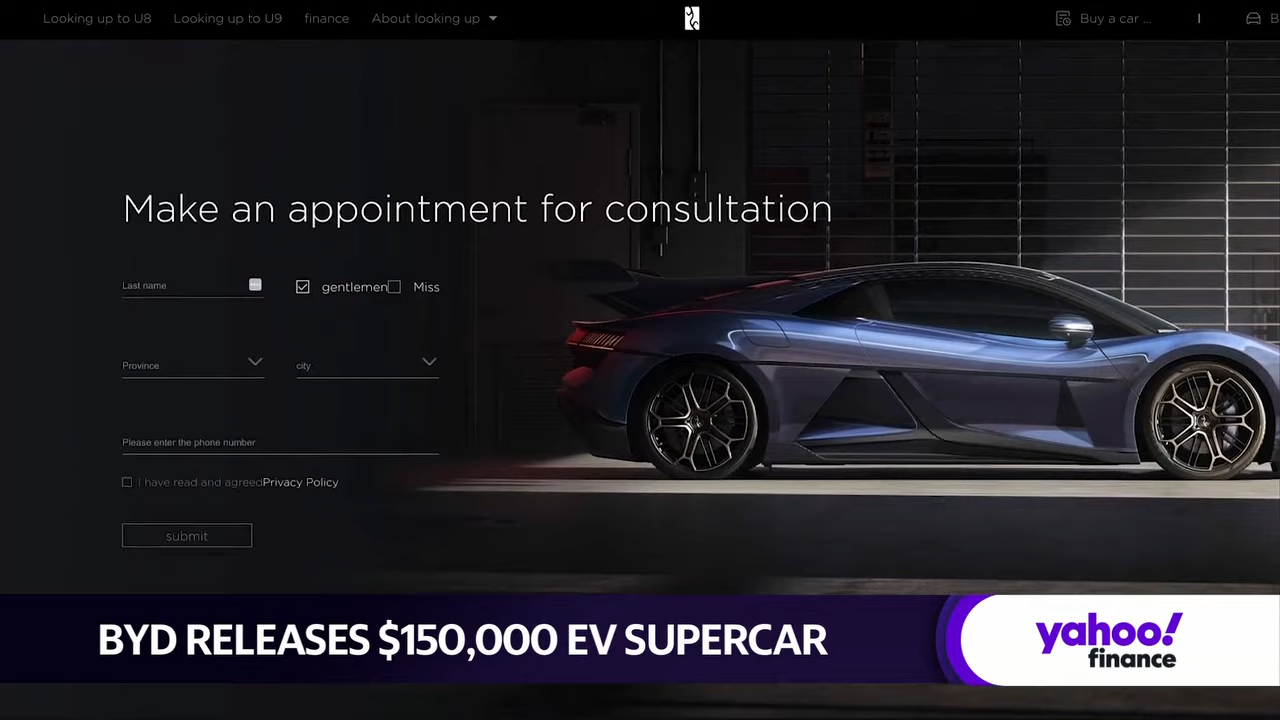 Looking up to U8 Looking up to U9 finance About looking up Buy a car ... B
Make an appointment for consultation
Last name gentlemen Miss
Province city
Please enter the phone number
I have read and agreedPrivacy Policy
submit
BYD RELEASES $150,000 EV SUPERCAR
yahoo!
finance